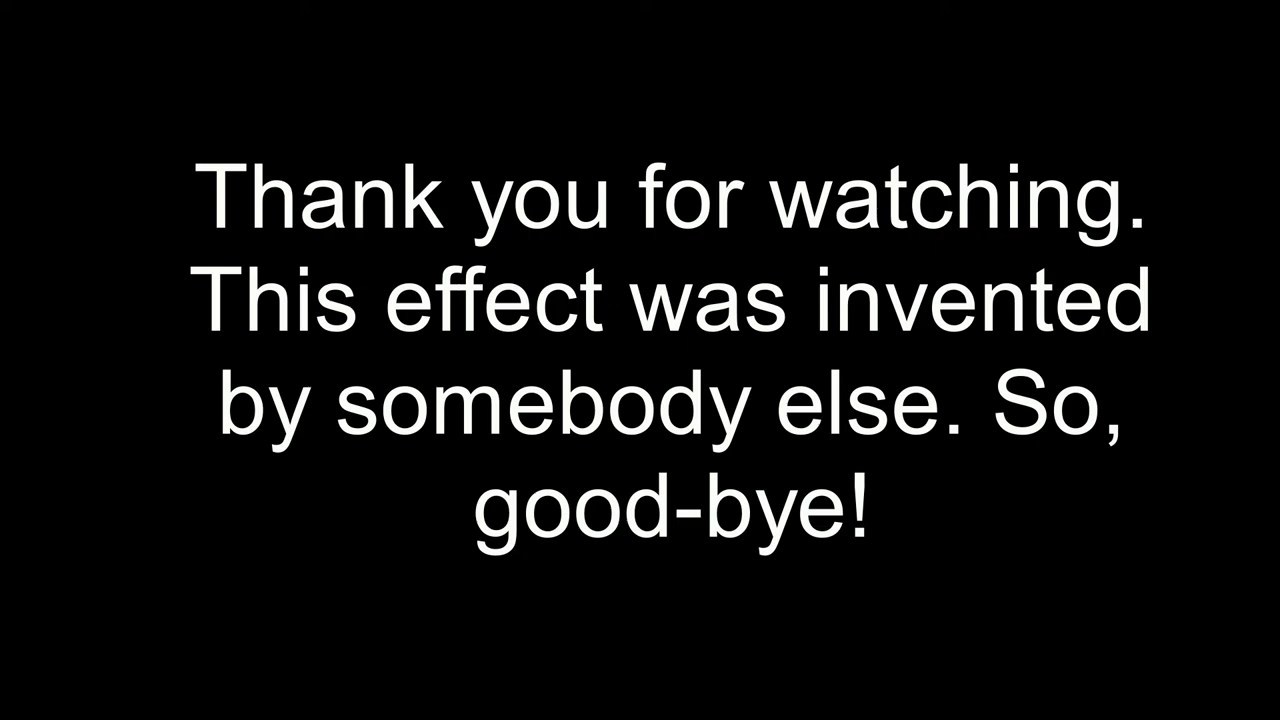 Thank you for watching.
This effect was invented
by somebody else. So,
good-bye!